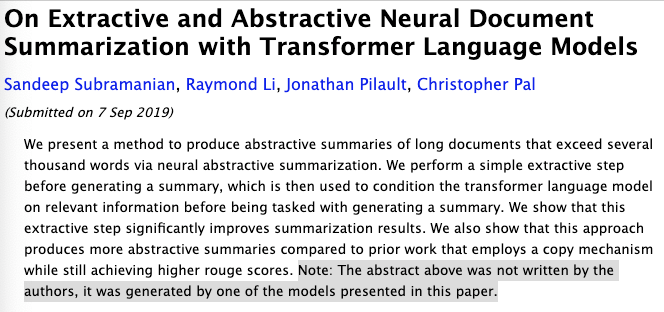 On Extractive and Abstractive Neural Document
Summarization with Transformer Language Models
Sandeep Subramanian, Raymond Li, Jonathan Pilault, Christopher Pal
(Submitted on 7 Sep 2019)
We present a method to produce abstractive summaries of long documents that exceed several
thousand words via neural abstractive summarization. We perform a simple extractive step
before generating a summary, which is then used to condition the transformer language model
on relevant information before being tasked with generating a summary. We show that this
extractive step significantly improves summarization results. We also show that this approach
produces more abstractive summaries compared to prior work that employs a copy mechanism
while still achieving higher rouge scores. Note: The abstract above was not written by the
authors, it was generated by one of the models presented in this paper.